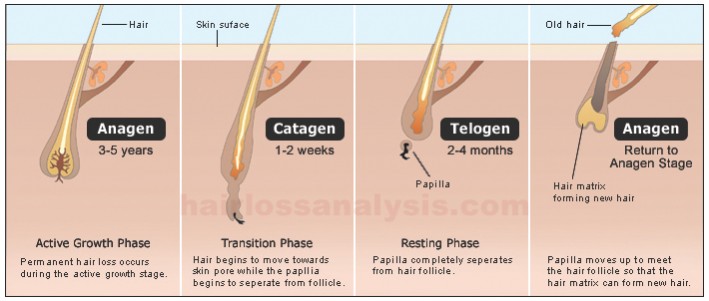 Hair
Anagen
3-5 years
Active Growth Phase
Permanent hair loss occurs
during the active growth stage.
Skin suface
Catagen
1-2 weeks
Transition Phase
Hair begins to move towards
skin pore while the papllia
begins to seperate from follicle.
Telogen
2-4 months
Papilla
Resting Phase
Papilla completely seperates
from hair follicle.
Old hair
Anagen
Return to
Anagen Stage
Hair matrix
forming new hair
Papilla moves up to meet
the hair follicle so that the
hair matrix can form new hair.
hairlossanalysis.com